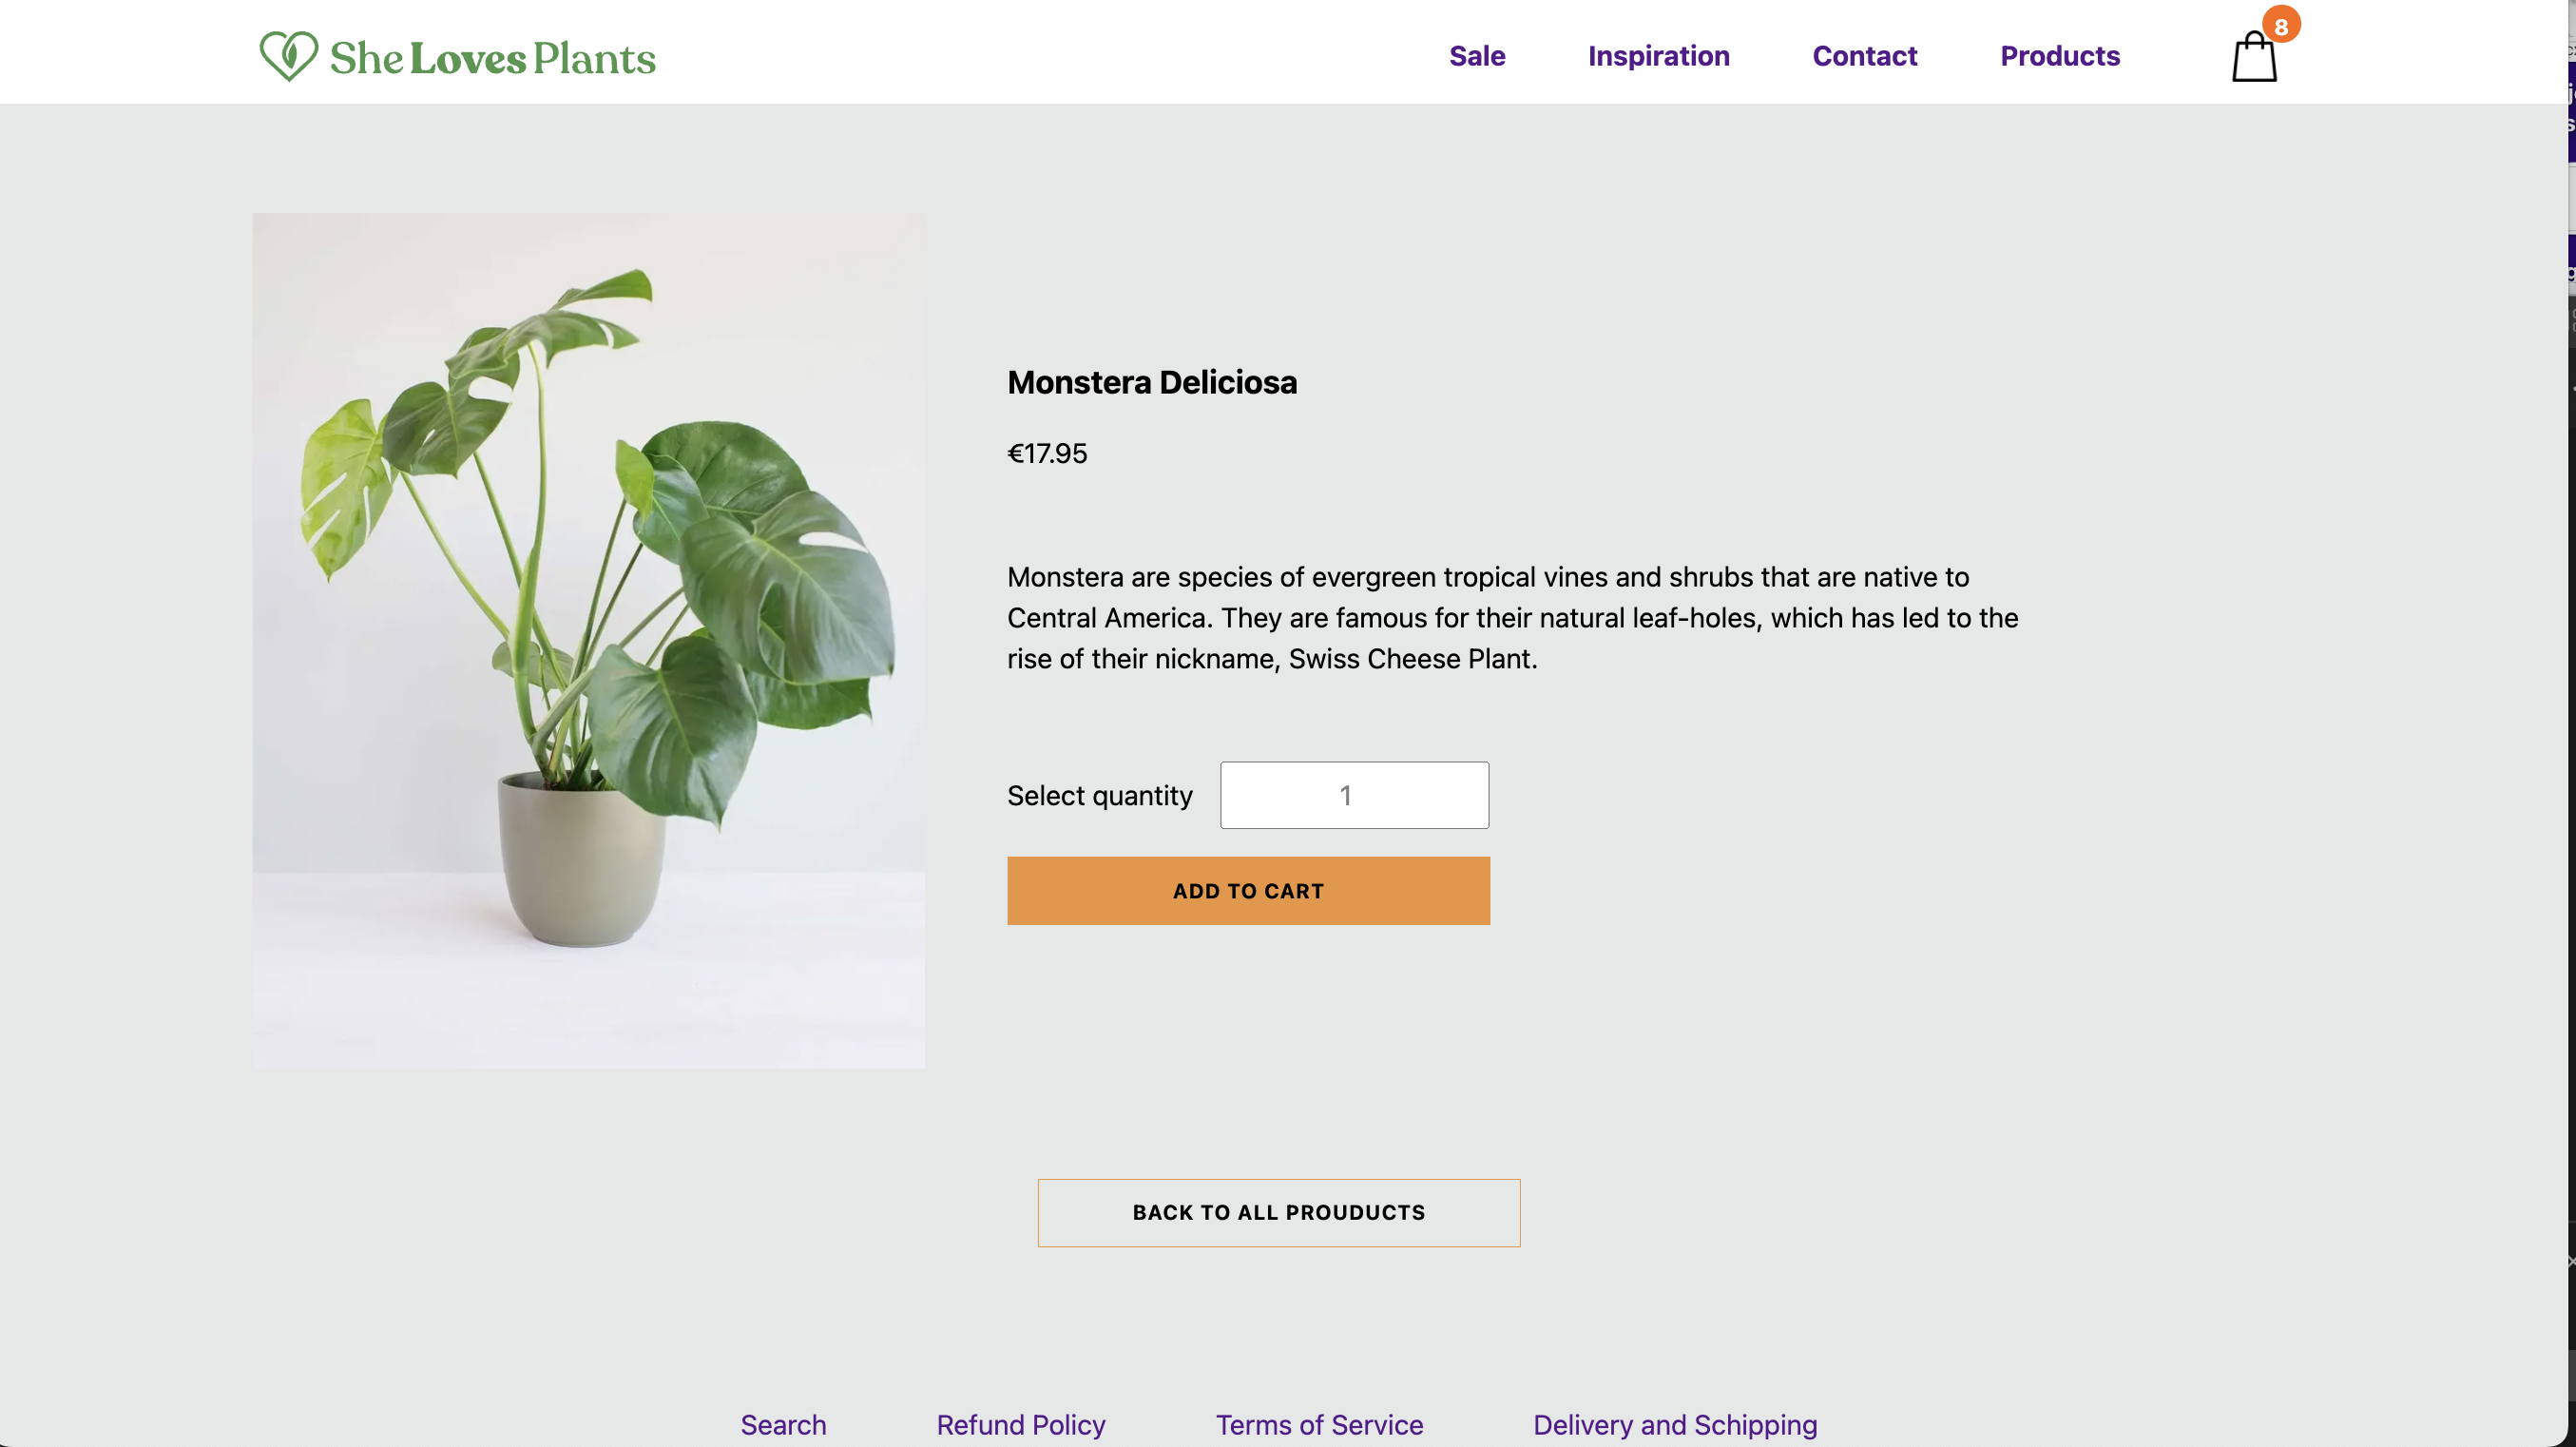 She Loves Plants
Sale
Inspiration
Contact
Products
8
Monstera Deliciosa
€17.95
Monstera are species of evergreen tropical vines and shrubs that are native to
Central America. They are famous for their natural leaf-holes, which has led to the
rise of their nickname, Swiss Cheese Plant.
Select quantity 1
ADD TO CART
BACK TO ALL PROUDUCTS
Search
Refund Policy
Terms of Service
Delivery and Schipping